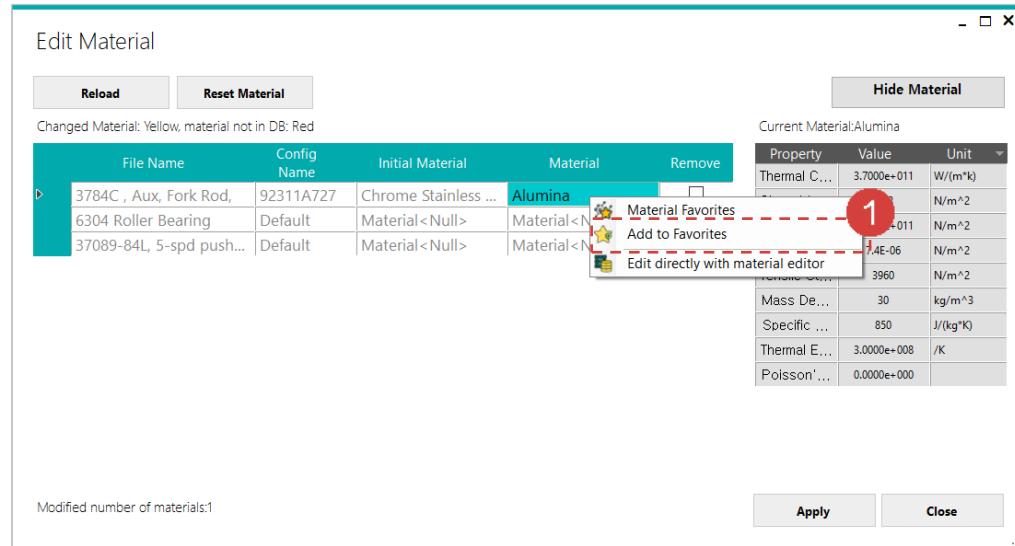 Edit Material
Reload
Reset Material
Hide Material
Changed Material: Yellow, material not in DB: Red
Current Material:Alumina
File Name Config Name Initial Material Material Remove
3784C , Aux, Fork Rod, 92311A727 Chrome Stainless ... Alumina
6304 Roller Bearing Default Material<Null> Material<N
37089-84L, 5-spd push... Default Material<Null> Material<N
Material Favorites
Add to Favorites
Edit directly with material editor
1
Property Value Unit
Thermal C... 3.7000e+011 W/(m*k)
N/m^2
+011 N/m^2
7.4E-06 N/m^2
3960 N/m^2
Mass De... 30 kg/m^3
Specific ... 850 J/(kg*K)
Thermal E... 3.0000e+008 /K
Poisson'... 0.0000e+000
Modified number of materials:1
Apply
Close